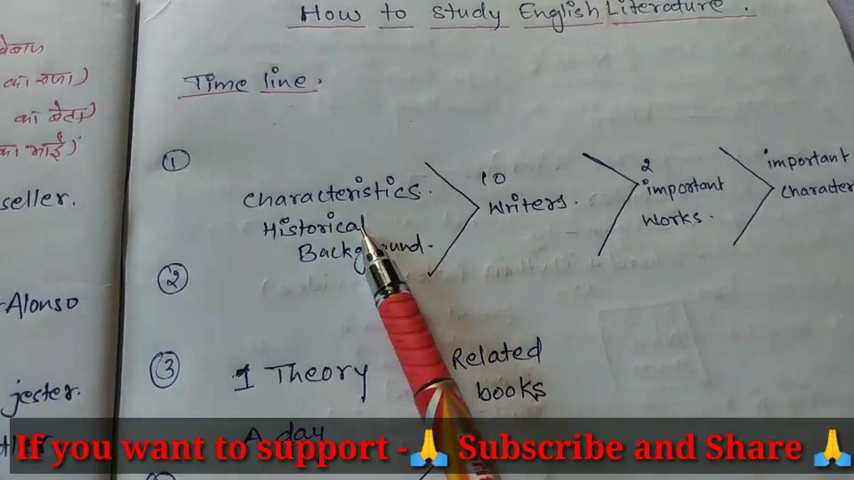 How to study English Literature.
Time line.
①
Characteristics.
Historical
Background.
10
Writers.
2
important
works.
important
Character
②
③
1 Theory
A day
Related
books
का भाई)
seller.
-Alonso
jester.
If you want to support -🙏 Subscribe and Share 🙏